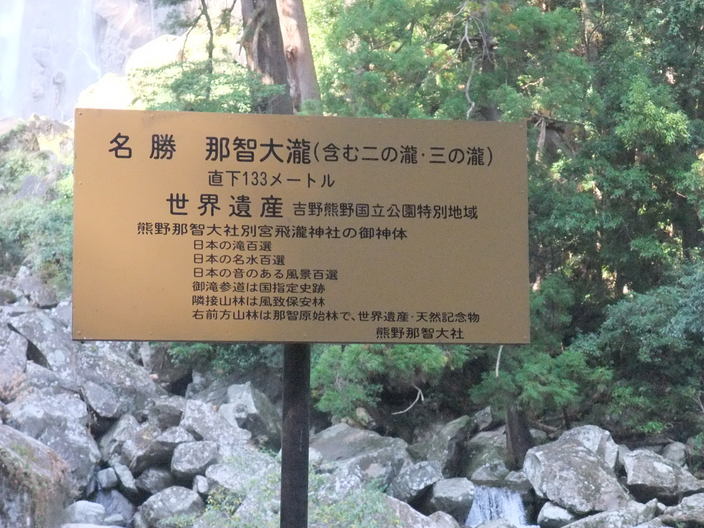 名勝 那智大瀧(含む二の瀧･三の瀧)
直下133メートル
世界遺産 吉野熊野国立公園特別地域
熊野那智大社別宮飛瀧神社の御神体
日本の滝百選
日本の名水百選
日本の音のある風景百選
御滝参道は国指定史跡
隣接山林は風致保安林
右前方山林は那智原始林で、世界遺産･天然記念物
熊野那智大社